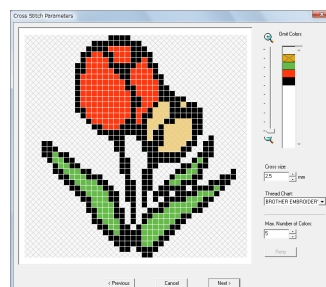 Cross Stitch Parameters
Omit Colors:
Cross size:
2.5 mm
Thread Chart:
BROTHER EMBROIDERY
Max. Number of Colors:
5
< Previous
Cancel
Next >